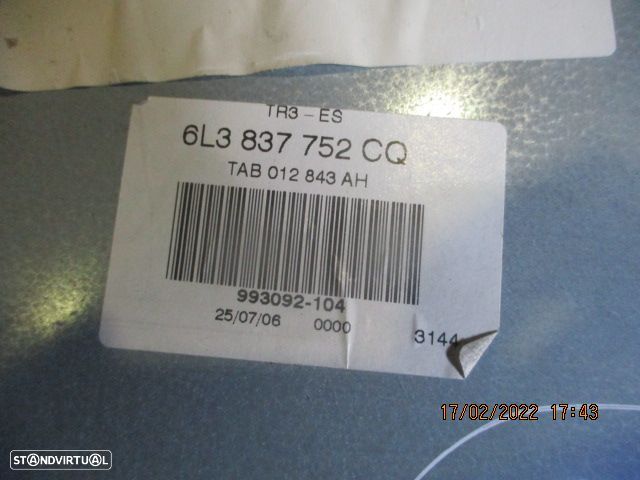 TR3 - ES
6L3 837 752 CQ
TAB 012 843 AH
993092-104
25/07/06 0000 3144
17/02/2022 17:43
STANDVIRTUAL